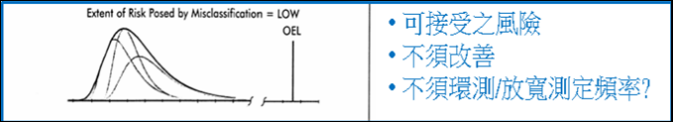 Extent of Risk Posed by Misclassification = LOW
OEL
• 可接受之風險
• 不須改善
• 不須環測/放寬測定頻率?